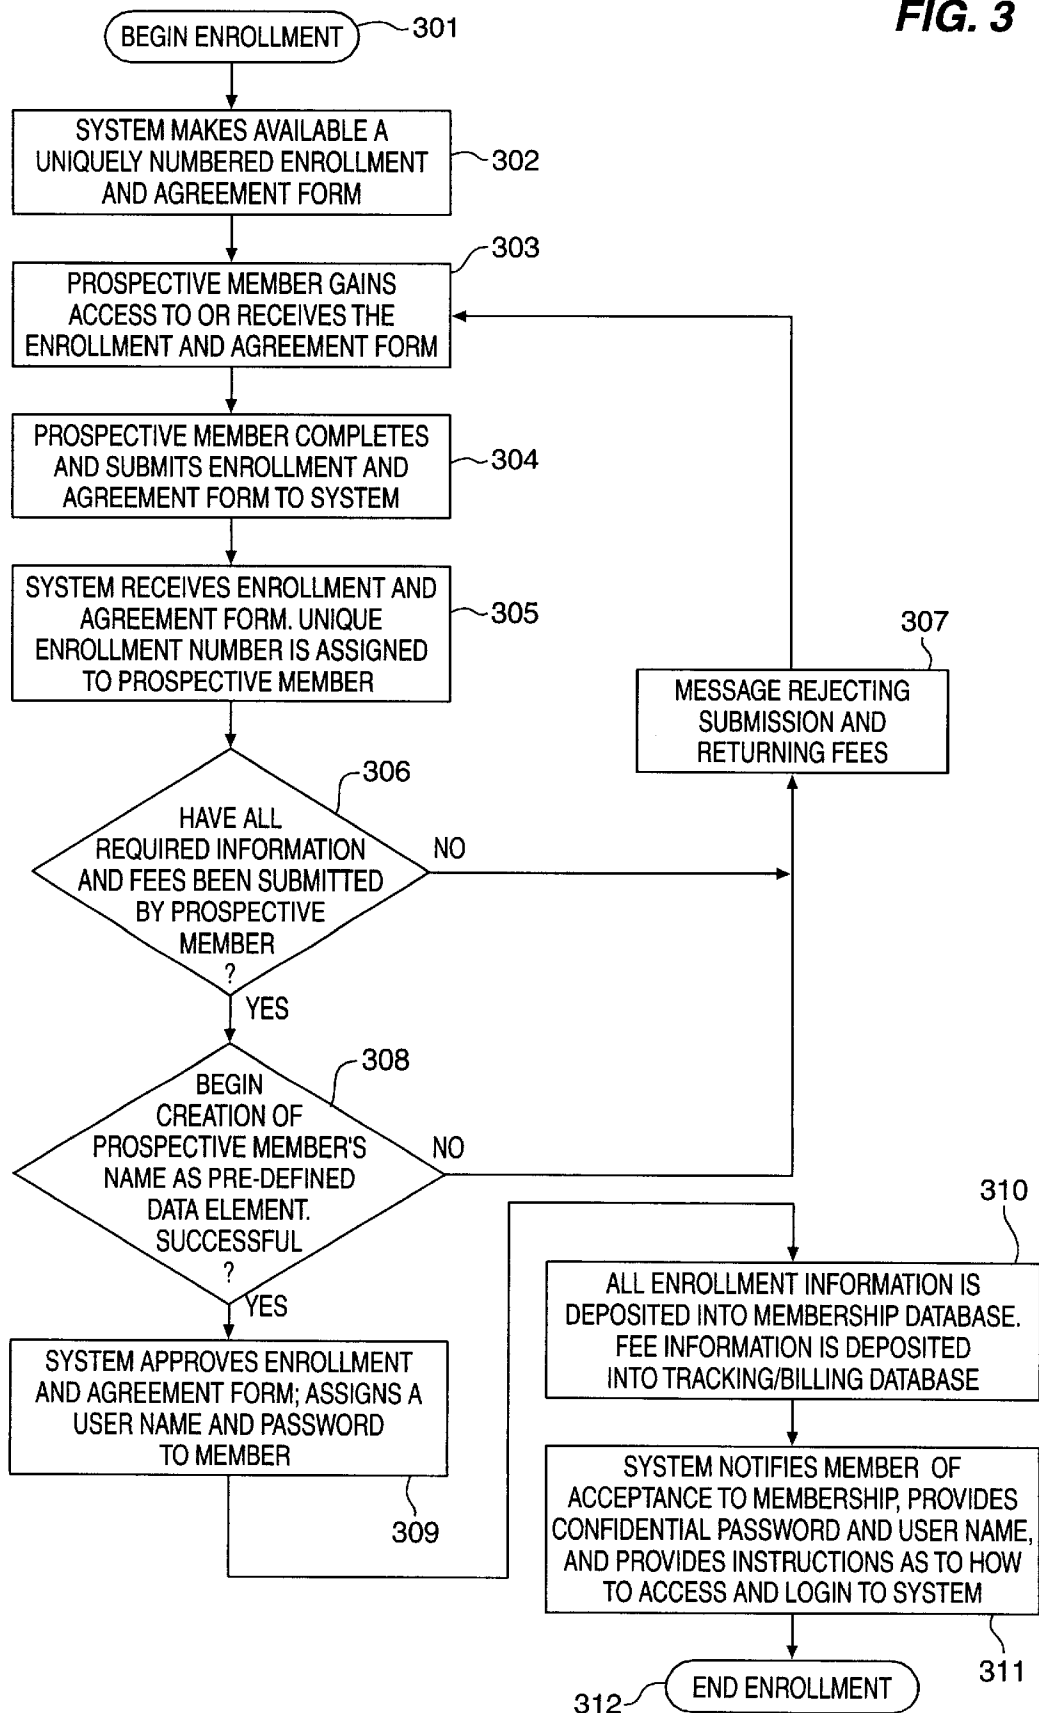 FIG. 3
BEGIN ENROLLMENT
301
SYSTEM MAKES AVAILABLE A
UNIQUELY NUMBERED ENROLLMENT
AND AGREEMENT FORM
302
303
PROSPECTIVE MEMBER GAINS
ACCESS TO OR RECEIVES THE
ENROLLMENT AND AGREEMENT FORM
PROSPECTIVE MEMBER COMPLETES
AND SUBMITS ENROLLMENT AND
AGREEMENT FORM TO SYSTEM
304
SYSTEM RECEIVES ENROLLMENT AND
AGREEMENT FORM. UNIQUE
ENROLLMENT NUMBER IS ASSIGNED
TO PROSPECTIVE MEMBER
305
307
MESSAGE REJECTING
SUBMISSION AND
RETURNING FEES
306
HAVE ALL
REQUIRED INFORMATION
AND FEES BEEN SUBMITTED
BY PROSPECTIVE
MEMBER
?
NO
YES
308
BEGIN
CREATION OF
PROSPECTIVE MEMBER'S
NAME AS PRE-DEFINED
DATA ELEMENT.
SUCCESSFUL
?
NO
YES
SYSTEM APPROVES ENROLLMENT
AND AGREEMENT FORM; ASSIGNS A
USER NAME AND PASSWORD
TO MEMBER
309
310
ALL ENROLLMENT INFORMATION IS
DEPOSITED INTO MEMBERSHIP DATABASE.
FEE INFORMATION IS DEPOSITED
INTO TRACKING/BILLING DATABASE
SYSTEM NOTIFIES MEMBER OF
ACCEPTANCE TO MEMBERSHIP, PROVIDES
CONFIDENTIAL PASSWORD AND USER NAME,
AND PROVIDES INSTRUCTIONS AS TO HOW
TO ACCESS AND LOGIN TO SYSTEM
311
END ENROLLMENT
312